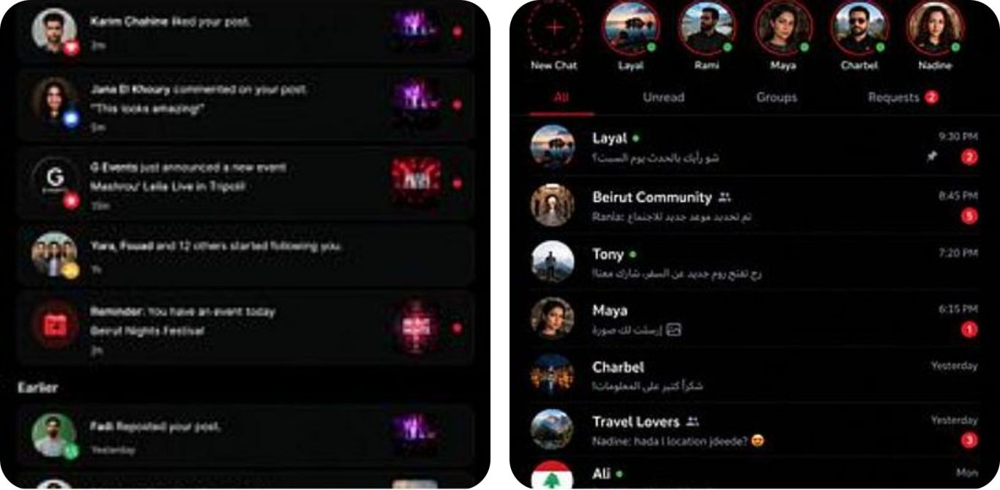 Karim Chahine liked your post.
2m
Jana El Khoury commented on your post.
"This looks amazing!"
5m
G
G Events just announced a new event
Mashrou' Leila Live in Tripoli!
15m
Yara, Fouad and 12 others started following you.
1h
Reminder: You have an event today
Beirut Nights Festival
2h
Earlier
Fadi Reposted your post.
Yesterday
New Chat
Layal
Rami
Maya
Charbel
Nadine
All
Unread
Groups
Requests 2
Layal
9:30 PM
شو رأيك بالحدث يوم السبت؟
2
Beirut Community
8:45 PM
Rania: تم تحديد موعد جديد للاجتماع
5
Tony
7:20 PM
رح نفتح روم جديد عن السفر، شارك معنا!
Maya
6:15 PM
إرسلت لك صورة
1
Charbel
Yesterday
شكراً كتير على المعلومات!
Travel Lovers
Yesterday
Nadine: hada l location jdeede? 😍
3
Ali
Mon